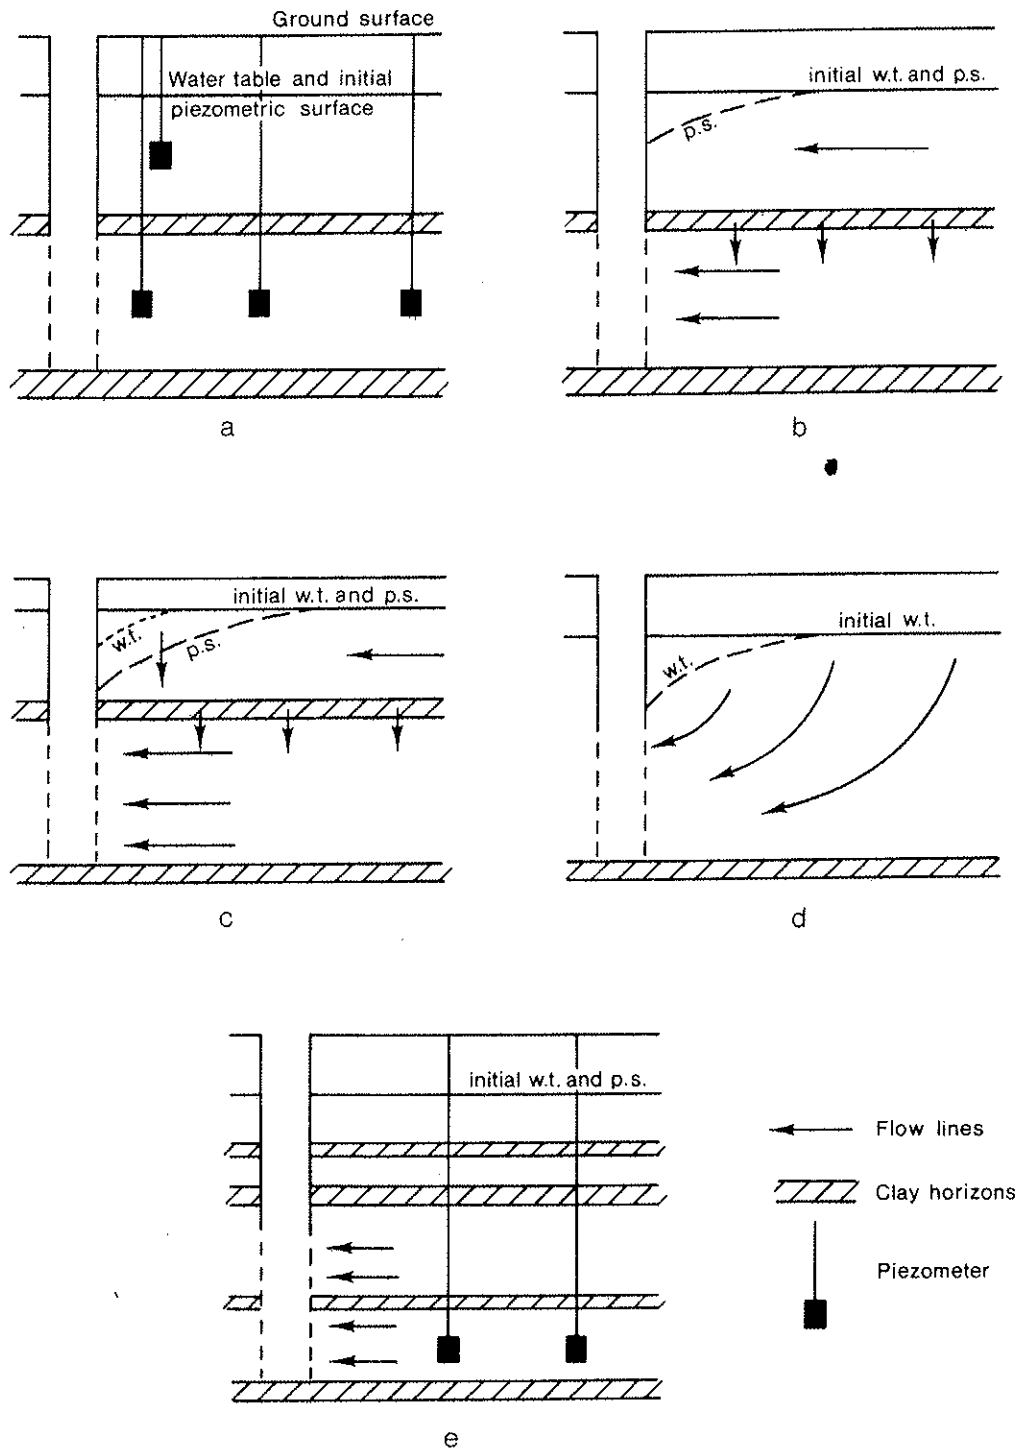 Ground surface
Water table and initial
piezometric surface
a
initial w.t. and p.s.
p.s.
b
initial w.t. and p.s.
w.t.
p.s.
c
initial w.t.
w.t.
d
initial w.t. and p.s.
e
Flow lines
Clay horizons
Piezometer